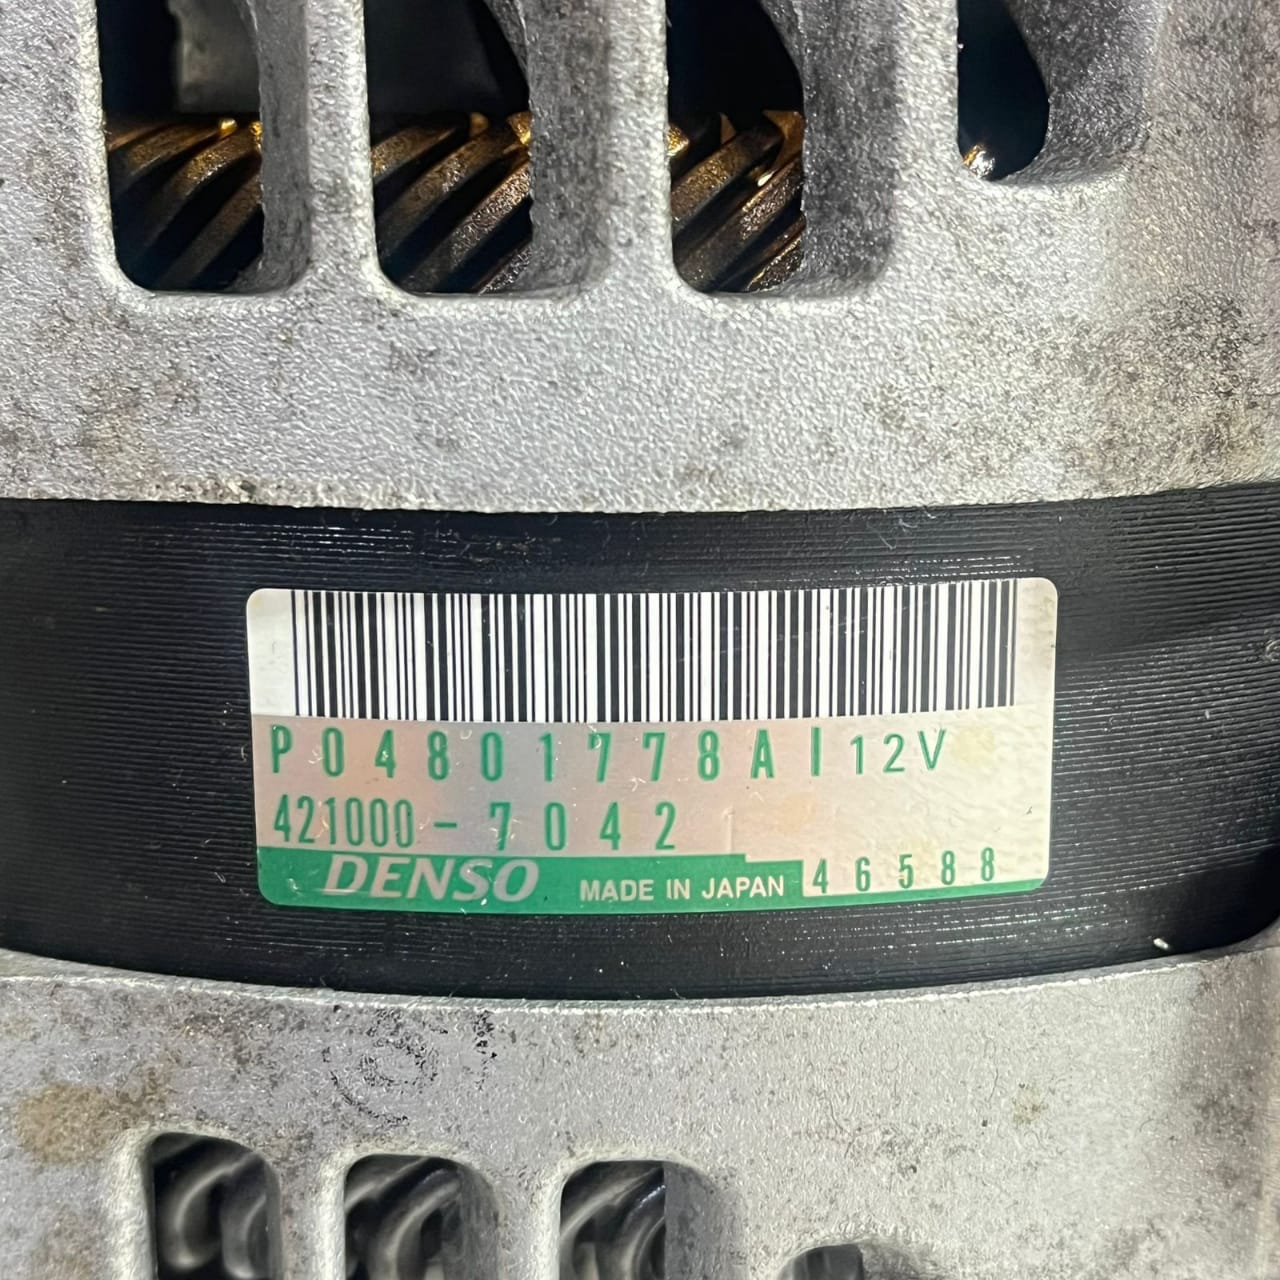 P04801778AI 12V
421000-7042
DENSO MADE IN JAPAN 46588